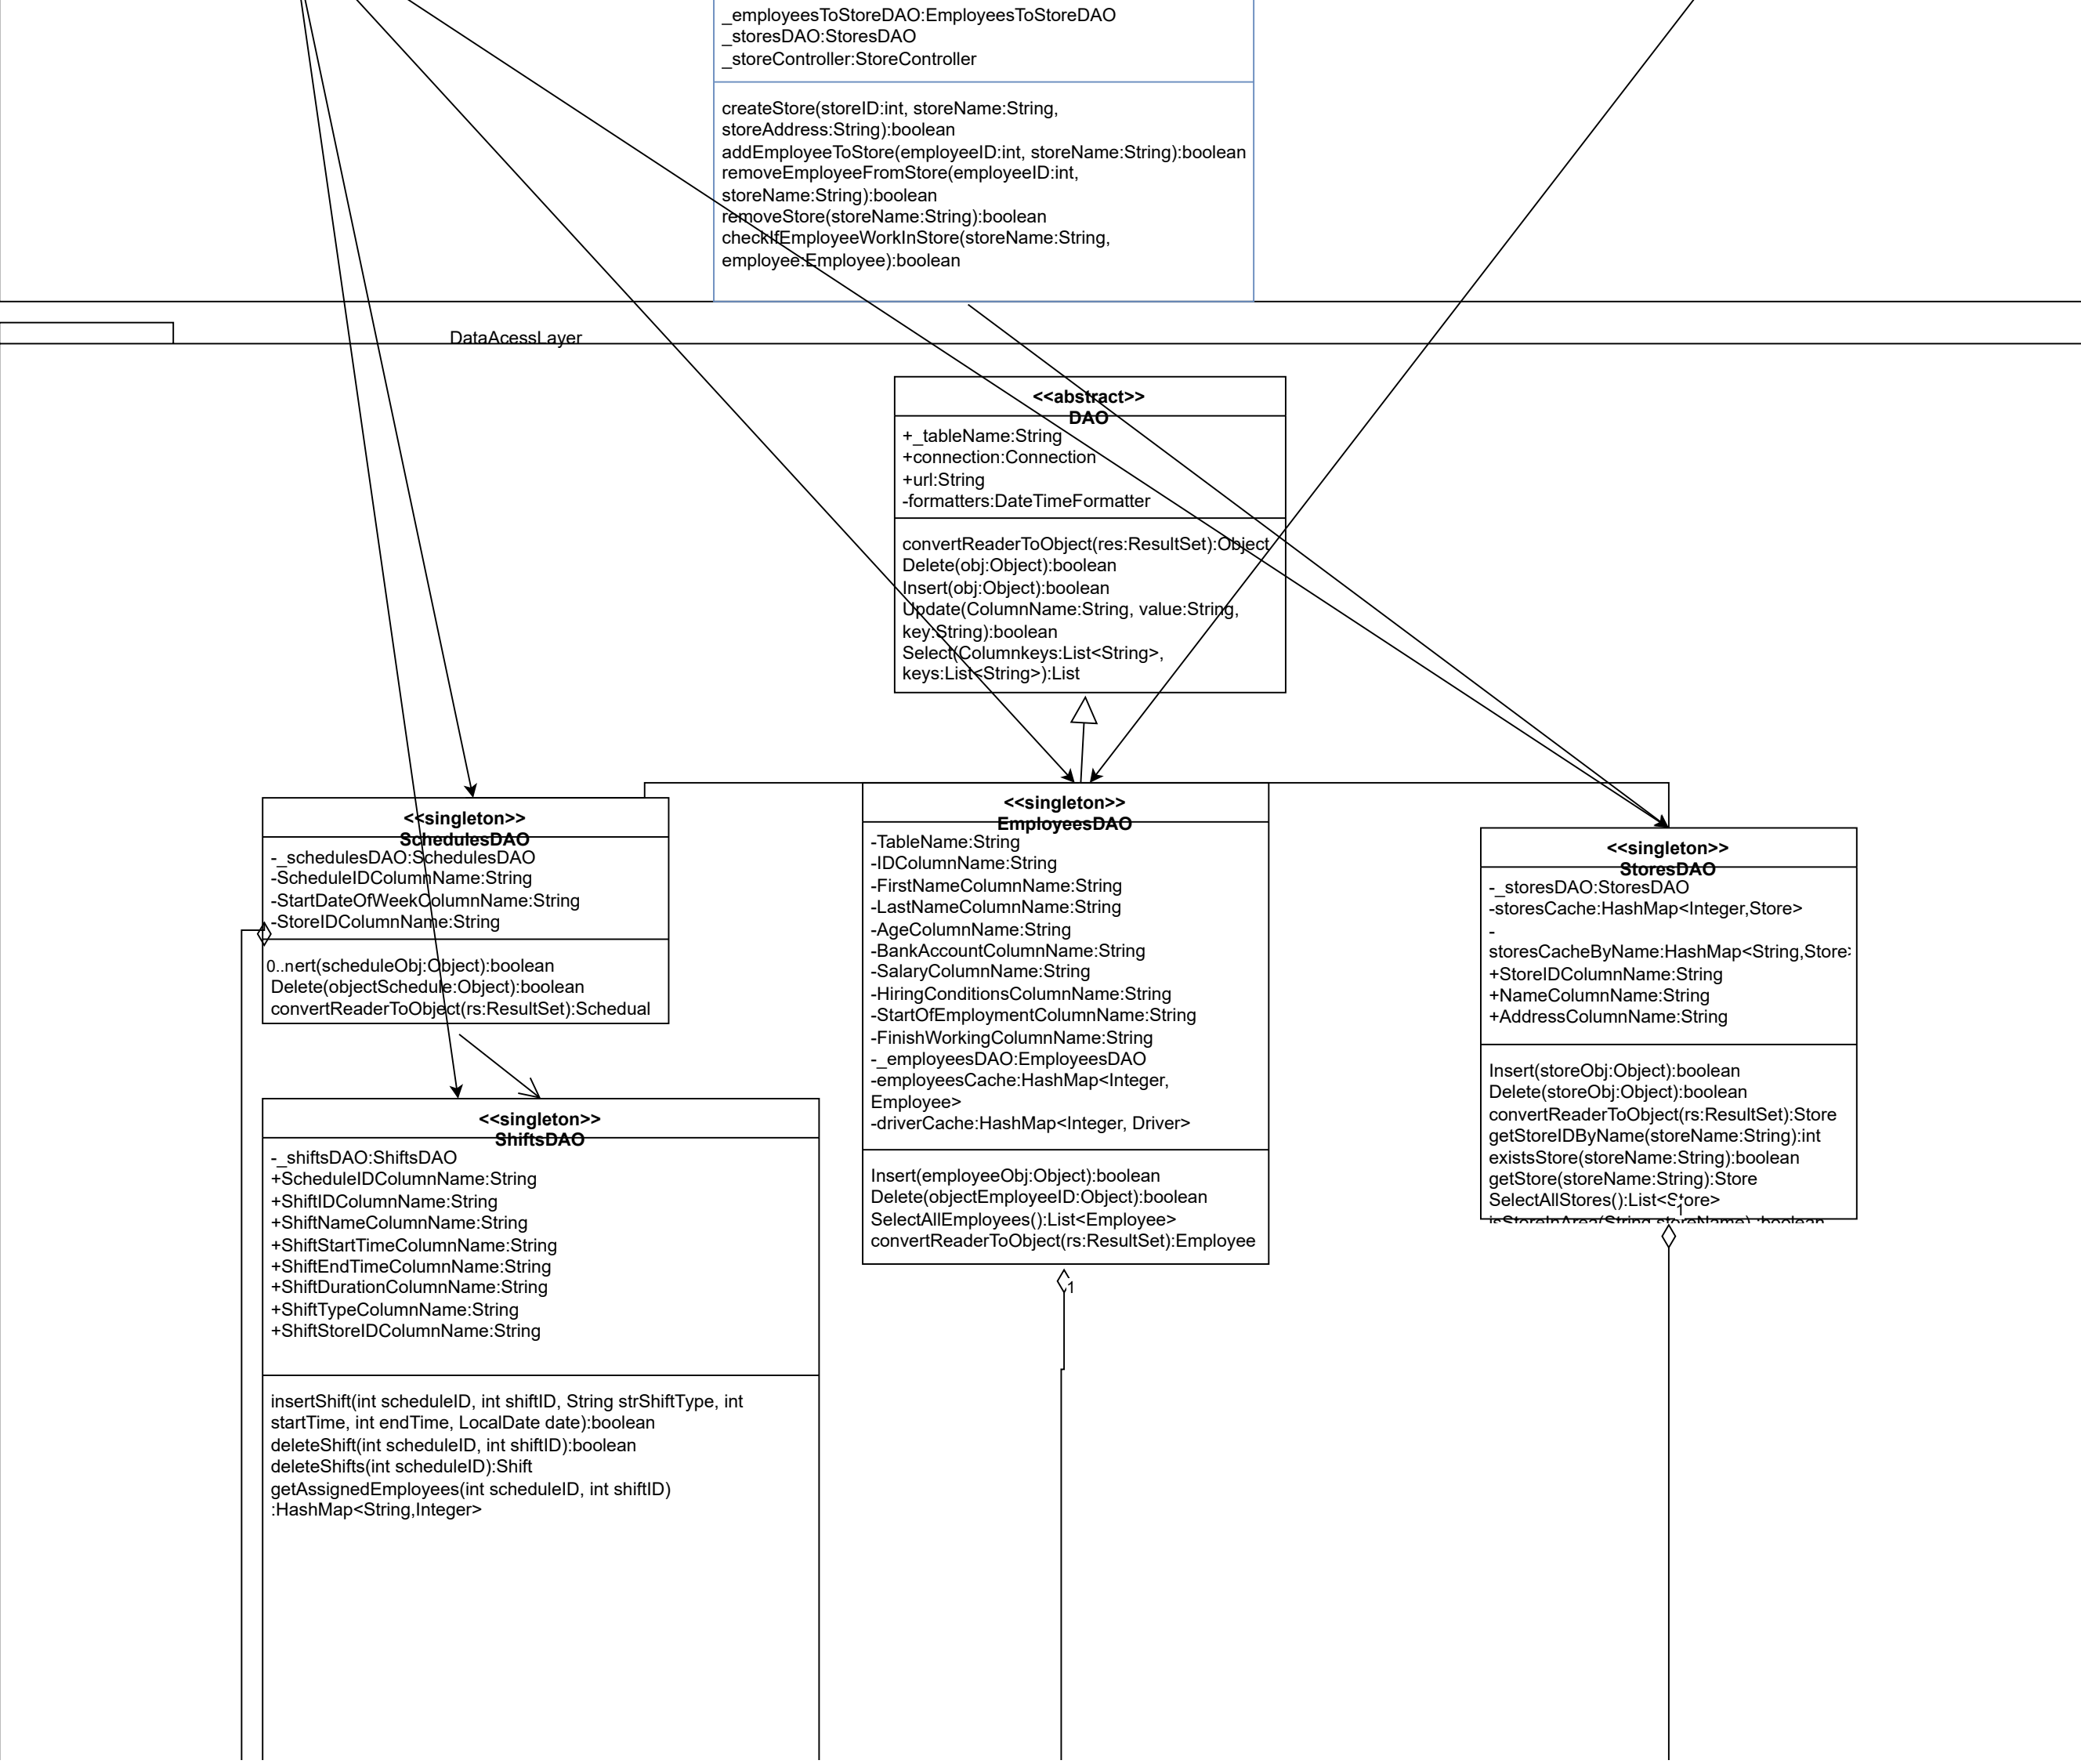 _employeesToStoreDAO:EmployeesToStoreDAO
_storesDAO:StoresDAO
_storeController:StoreController
createStore(storeID:int, storeName:String,
storeAddress:String):boolean
addEmployeeToStore(employeeID:int, storeName:String):boolean
removeEmployeeFromStore(employeeID:int,
storeName:String):boolean
removeStore(storeName:String):boolean
checkIfEmployeeWorkInStore(storeName:String,
employee:Employee):boolean
DataAcessLayer
<<abstract>>
DAO
+_tableName:String
+connection:Connection
+url:String
-formatters:DateTimeFormatter
convertReaderToObject(res:ResultSet):Object
Delete(obj:Object):boolean
Insert(obj:Object):boolean
Update(ColumnName:String, value:String,
key:String):boolean
Select(Columnkeys:List<String>,
keys:List<String>):List
<<singleton>>
SchedulesDAO
-_schedulesDAO:SchedulesDAO
-ScheduleIDColumnName:String
-StartDateOfWeekColumnName:String
-StoreIDColumnName:String
0..nert(scheduleObj:Object):boolean
Delete(objectSchedule:Object):boolean
convertReaderToObject(rs:ResultSet):Schedual
<<singleton>>
EmployeesDAO
-TableName:String
-IDColumnName:String
-FirstNameColumnName:String
-LastNameColumnName:String
-AgeColumnName:String
-BankAccountColumnName:String
-SalaryColumnName:String
-HiringConditionsColumnName:String
-StartOfEmploymentColumnName:String
-FinishWorkingColumnName:String
-_employeesDAO:EmployeesDAO
-employeesCache:HashMap<Integer,
Employee>
-driverCache:HashMap<Integer, Driver>
Insert(employeeObj:Object):boolean
Delete(objectEmployeeID:Object):boolean
SelectAllEmployees():List<Employee>
convertReaderToObject(rs:ResultSet):Employee
1
<<singleton>>
StoresDAO
-_storesDAO:StoresDAO
-storesCache:HashMap<Integer,Store>
-
storesCacheByName:HashMap<String,Store>
+StoreIDColumnName:String
+NameColumnName:String
+AddressColumnName:String
Insert(storeObj:Object):boolean
Delete(storeObj:Object):boolean
convertReaderToObject(rs:ResultSet):Store
getStoreIDByName(storeName:String):int
existsStore(storeName:String):boolean
getStore(storeName:String):Store
SelectAllStores():List<Store>
1
isStoreInArea(String storeName) :boolean
<<singleton>>
ShiftsDAO
-_shiftsDAO:ShiftsDAO
+ScheduleIDColumnName:String
+ShiftIDColumnName:String
+ShiftNameColumnName:String
+ShiftStartTimeColumnName:String
+ShiftEndTimeColumnName:String
+ShiftDurationColumnName:String
+ShiftTypeColumnName:String
+ShiftStoreIDColumnName:String
insertShift(int scheduleID, int shiftID, String strShiftType, int
startTime, int endTime, LocalDate date):boolean
deleteShift(int scheduleID, int shiftID):boolean
deleteShifts(int scheduleID):Shift
getAssignedEmployees(int scheduleID, int shiftID)
:HashMap<String,Integer>